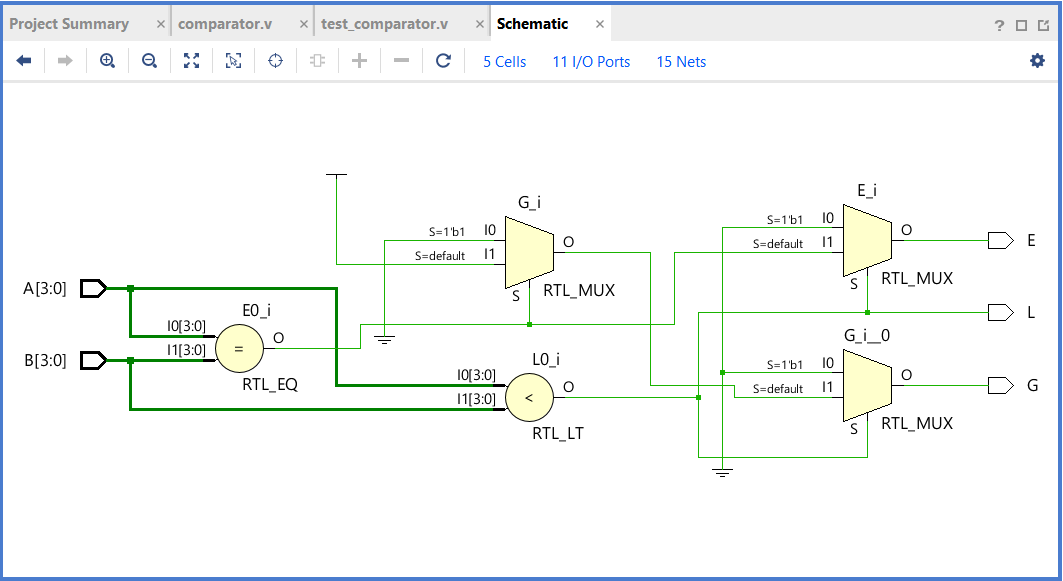 Project Summary × comparator.v × test_comparator.v × Schematic × ?
5 Cells 11 I/O Ports 15 Nets
E_i
G_i
S=1'b1 I0 O
S=default I1
S RTL_MUX E
S=1'b1 I0 O
S=default I1
S RTL_MUX
A[3:0]
E0_i
I0[3:0] O
I1[3:0] =
RTL_EQ
B[3:0]
L
L0_i
I0[3:0] O
I1[3:0] <
RTL_LT
G_i__0
S=1'b1 I0 O
S=default I1
S RTL_MUX G